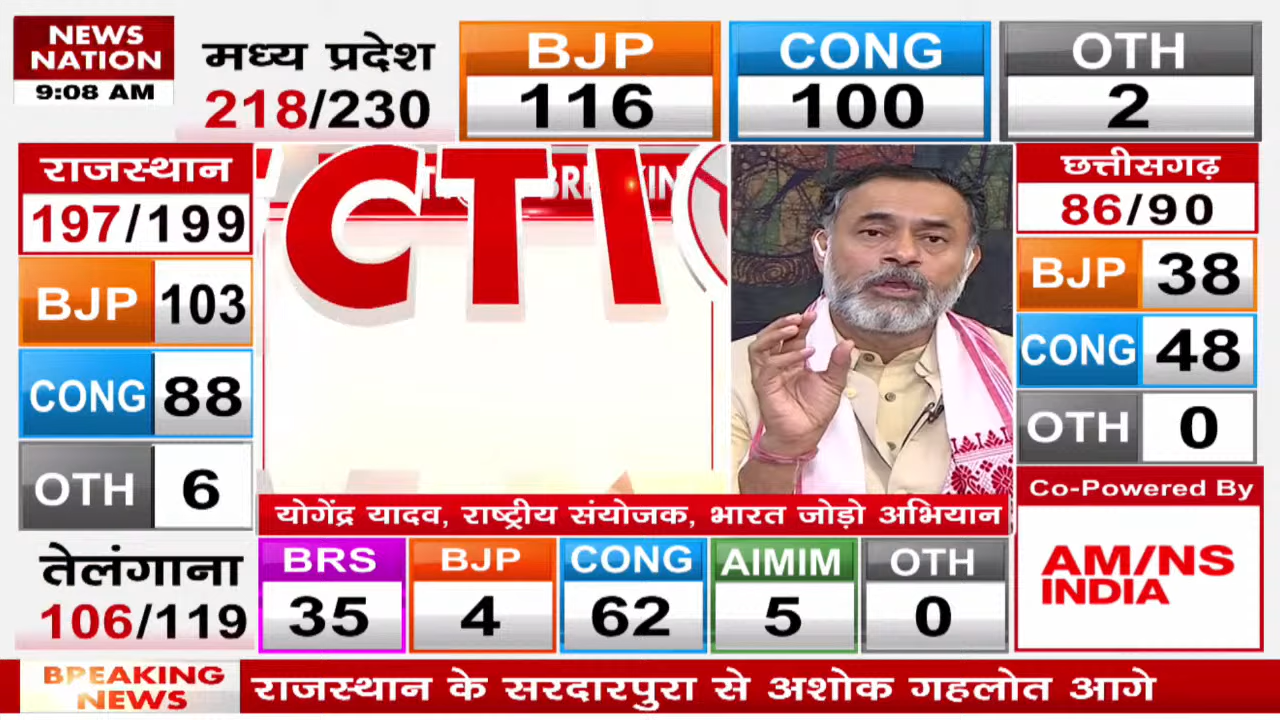 NEWS
NATION
9:08 AM
मध्य प्रदेश
218/230
BJP
116
CONG
100
OTH
2
राजस्थान
197/199
BJP 103
CONG 88
OTH 6
CTI
छत्तीसगढ़
86/90
BJP 38
CONG 48
OTH 0
Co-Powered By
AM/NS
INDIA
योगेंद्र यादव, राष्ट्रीय संयोजक, भारत जोड़ो अभियान
तेलंगाना
106/119
BRS
35
BJP
4
CONG
62
AIMIM
5
OTH
0
BREAKING
NEWS
राजस्थान के सरदारपुरा से अशोक गहलोत आगे